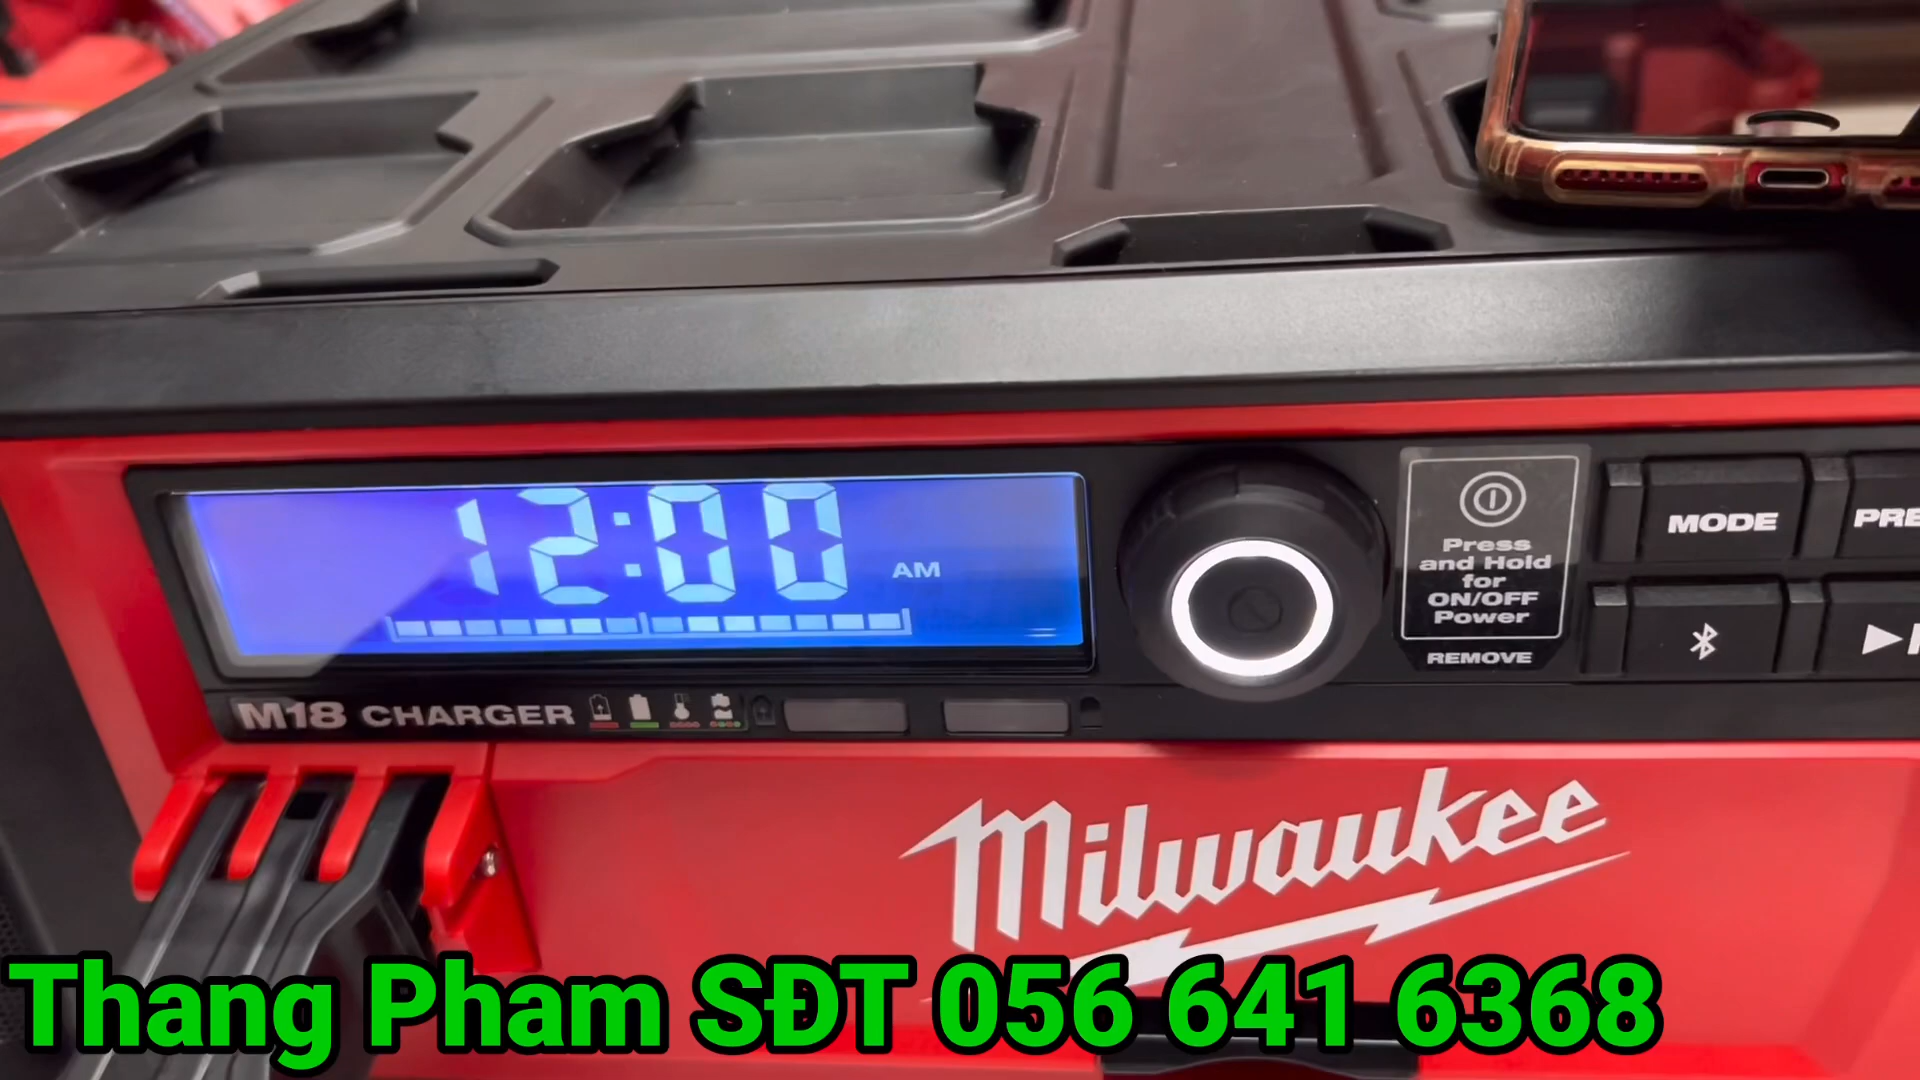 12:00 AM
Press
and Hold
for
ON/OFF
Power
REMOVE
MODE
PRE
M18 CHARGER
Milwaukee
Thang Pham SĐT 056 641 6368